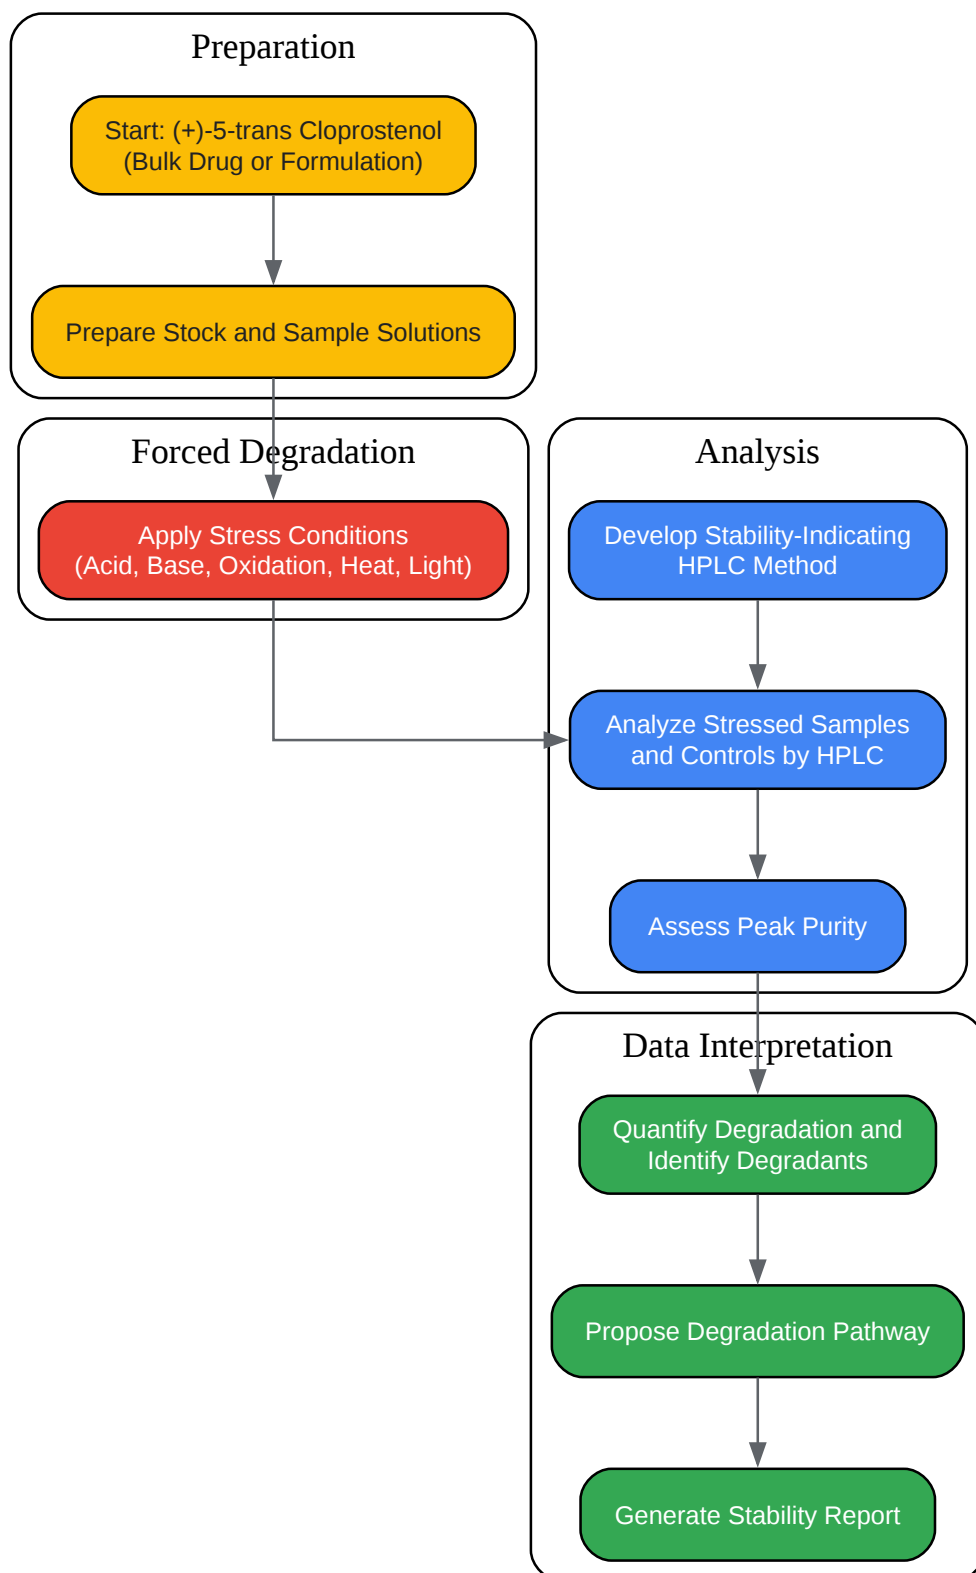 Preparation
Start: (+)-5-trans Cloprostenol
(Bulk Drug or Formulation)
Prepare Stock and Sample Solutions
Forced Degradation
Apply Stress Conditions
(Acid, Base, Oxidation, Heat, Light)
Analysis
Develop Stability-Indicating
HPLC Method
Analyze Stressed Samples
and Controls by HPLC
Assess Peak Purity
Data Interpretation
Quantify Degradation and
Identify Degradants
Propose Degradation Pathway
Generate Stability Report